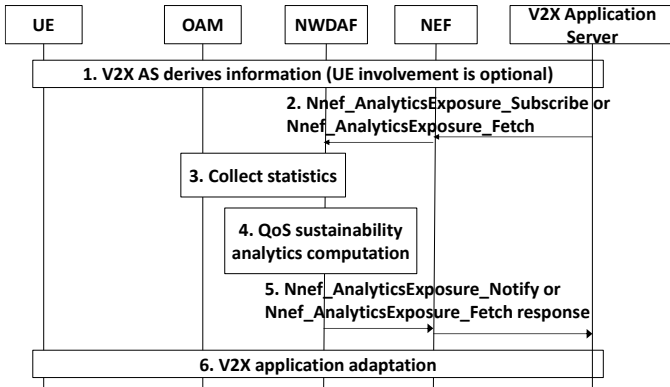 UE
OAM
NWDAF
NEF
V2X Application
Server
1. V2X AS derives information (UE involvement is optional)
2. Nnef_AnalyticsExposure_Subscribe or
Nnef_AnalyticsExposure_Fetch
3. Collect statistics
4. QoS sustainability
analytics computation
5. Nnef_AnalyticsExposure_Notify or
Nnef_AnalyticsExposure_Fetch response
6. V2X application adaptation